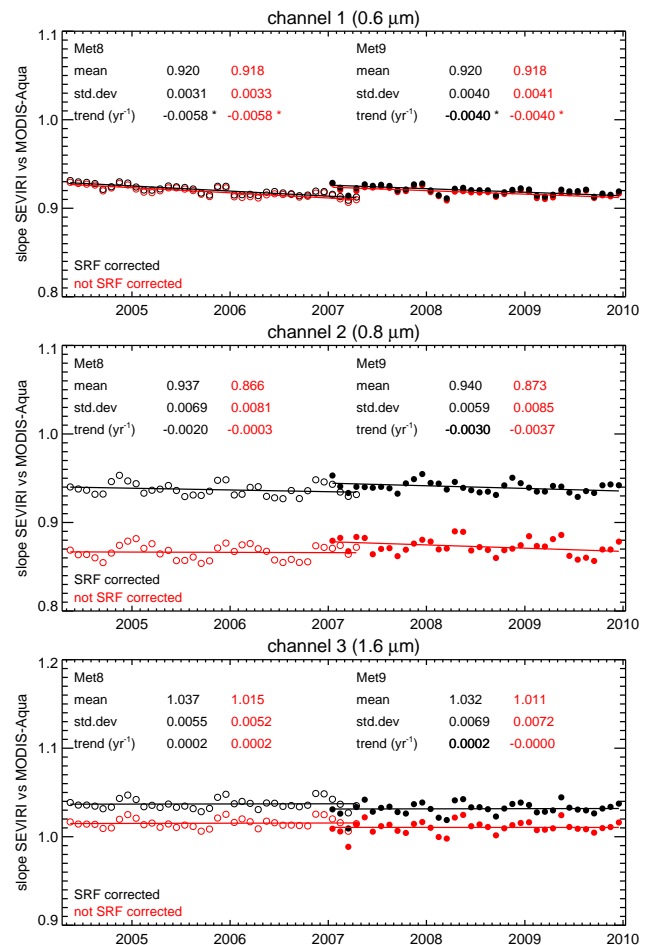 channel 1 (0.6 µm)
1.1
Met8 Met9
mean 0.920 0.918 mean 0.920 0.918
std.dev 0.0031 0.0033 std.dev 0.0040 0.0041
trend (yr⁻¹) -0.0058 * -0.0058 * trend (yr⁻¹) -0.0040 * -0.0040 *
1.0
slope SEVIRI vs MODIS-Aqua
0.9
SRF corrected
not SRF corrected
0.8
2005 2006 2007 2008 2009 2010
channel 2 (0.8 µm)
1.1
Met8 Met9
mean 0.937 0.866 mean 0.940 0.873
std.dev 0.0069 0.0081 std.dev 0.0059 0.0085
trend (yr⁻¹) -0.0020 -0.0003 trend (yr⁻¹) -0.0030 -0.0037
1.0
slope SEVIRI vs MODIS-Aqua
0.9
SRF corrected
not SRF corrected
0.8
2005 2006 2007 2008 2009 2010
channel 3 (1.6 µm)
1.2
Met8 Met9
mean 1.037 1.015 mean 1.032 1.011
std.dev 0.0055 0.0052 std.dev 0.0069 0.0072
trend (yr⁻¹) 0.0002 0.0002 trend (yr⁻¹) 0.0002 -0.0000
1.1
slope SEVIRI vs MODIS-Aqua
1.0
SRF corrected
not SRF corrected
0.9
2005 2006 2007 2008 2009 2010